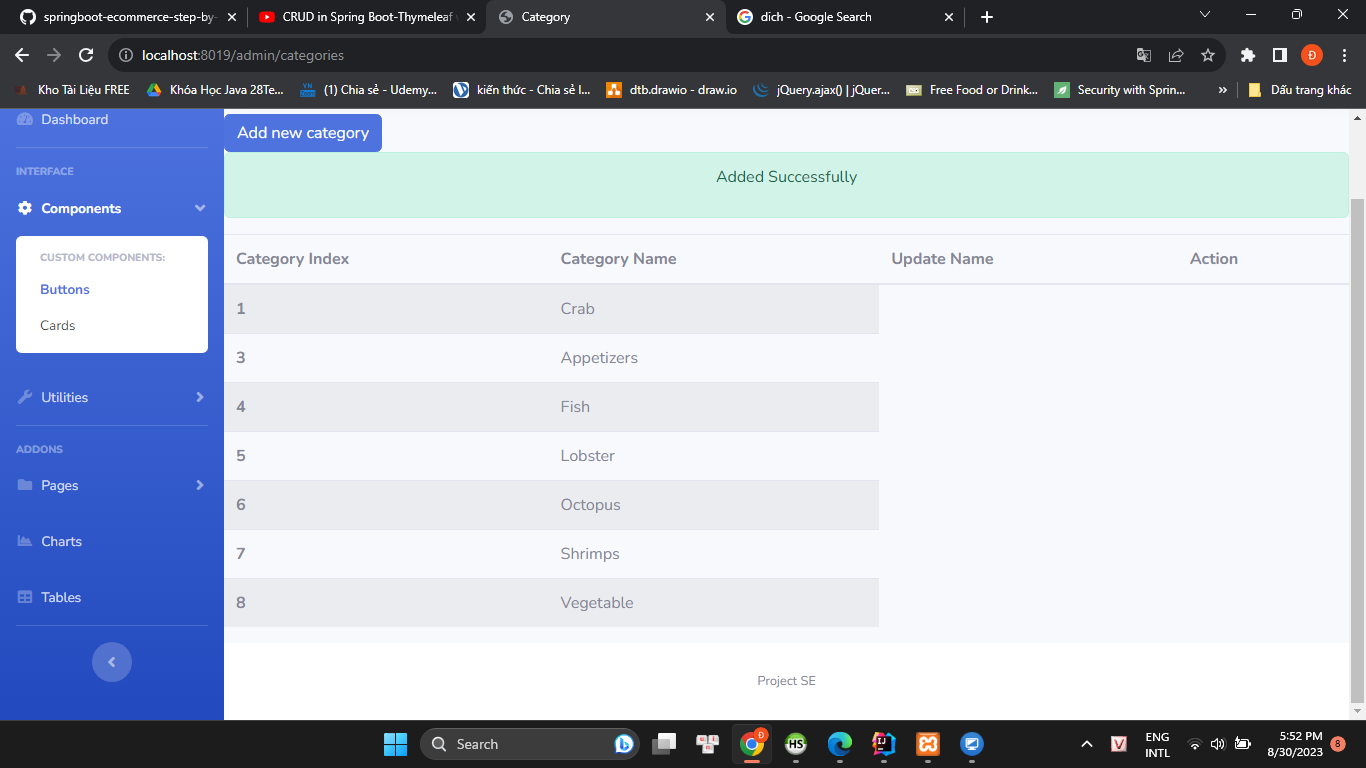 springboot-ecommerce-step-by-
CRUD in Spring Boot-Thymeleaf
Category
dich - Google Search
localhost:8019/admin/categories
Đ
Kho Tài Liệu FREE
Khóa Học Java 28Te...
(1) Chia sẻ - Udemy...
kiến thức - Chia sẻ l...
dtb.drawio - draw.io
jQuery.ajax() | jQuer...
Free Food or Drink...
Security with Sprin...
»
Dấu trang khác
Dashboard
INTERFACE
Components
CUSTOM COMPONENTS:
Buttons
Cards
Utilities
ADDONS
Pages
Charts
Tables
Add new category
Added Successfully
Category Index Category Name Update Name Action
1 Crab
3 Appetizers
4 Fish
5 Lobster
6 Octopus
7 Shrimps
8 Vegetable
Project SE
Search
HS
V
ENG
INTL
5:52 PM
8/30/2023
8